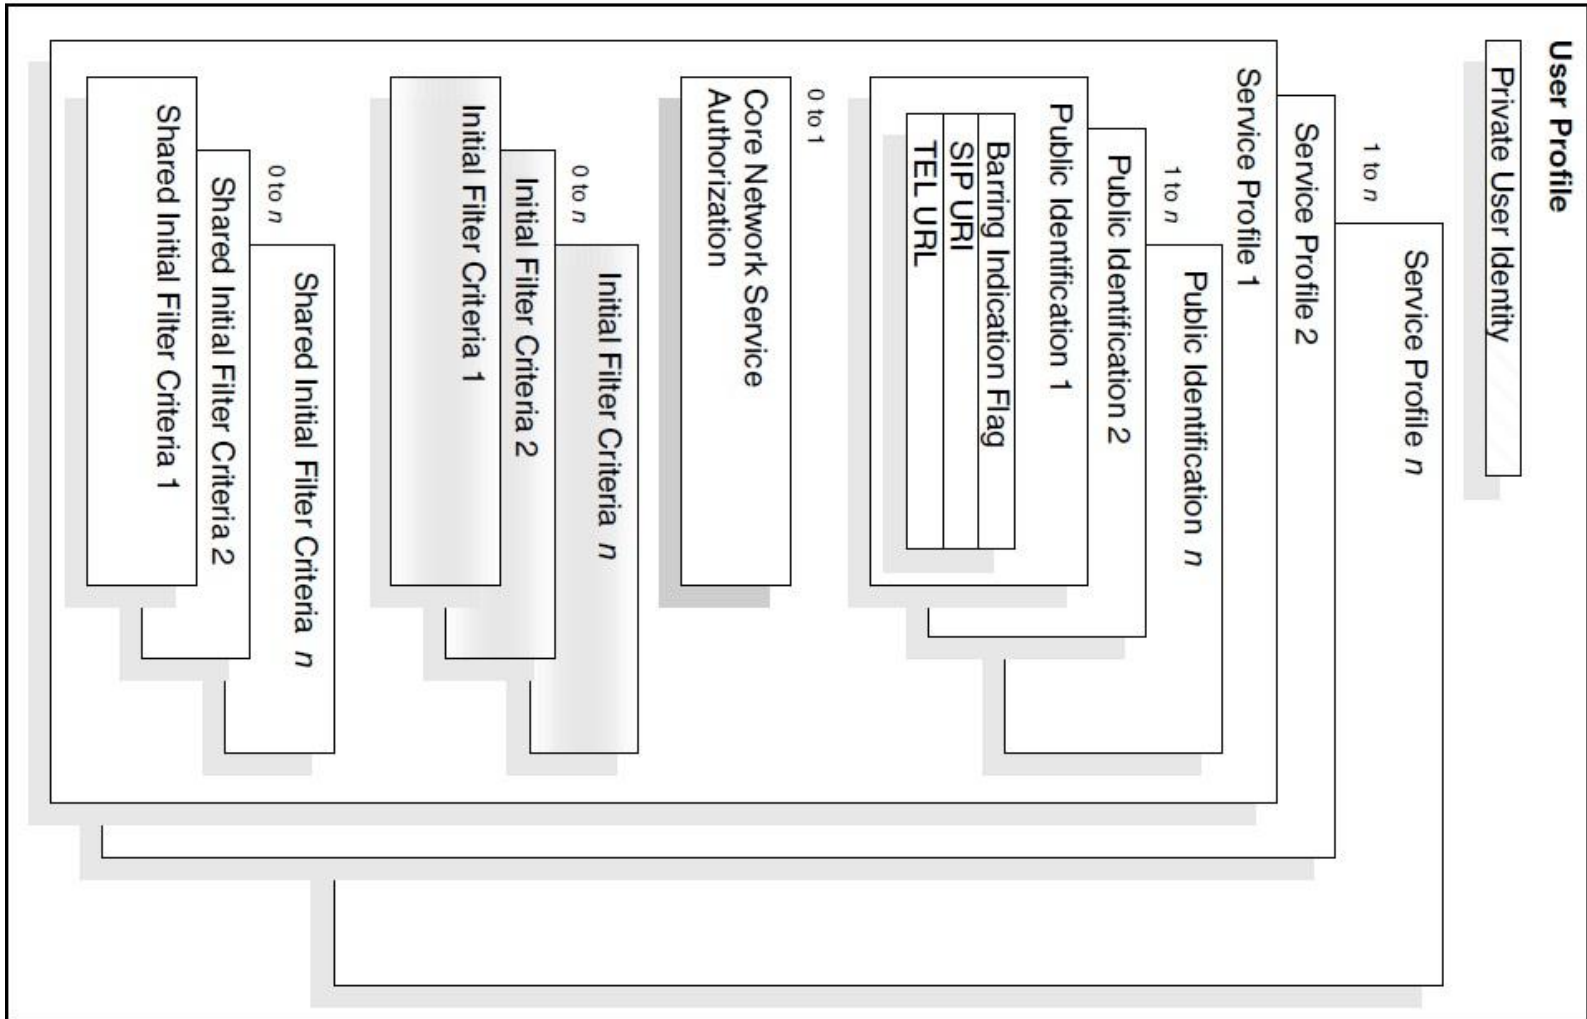 User Profile
Private User Identity
1 to n
Service Profile n
Service Profile 2
Service Profile 1
1 to n
Public Identification n
Public Identification 2
Public Identification 1
Barring Indication Flag
SIP URI
TEL URL
0 to 1
Core Network Service
Authorization
0 to n
Initial Filter Criteria n
Initial Filter Criteria 2
Initial Filter Criteria 1
0 to n
Shared Initial Filter Criteria n
Shared Initial Filter Criteria 2
Shared Initial Filter Criteria 1